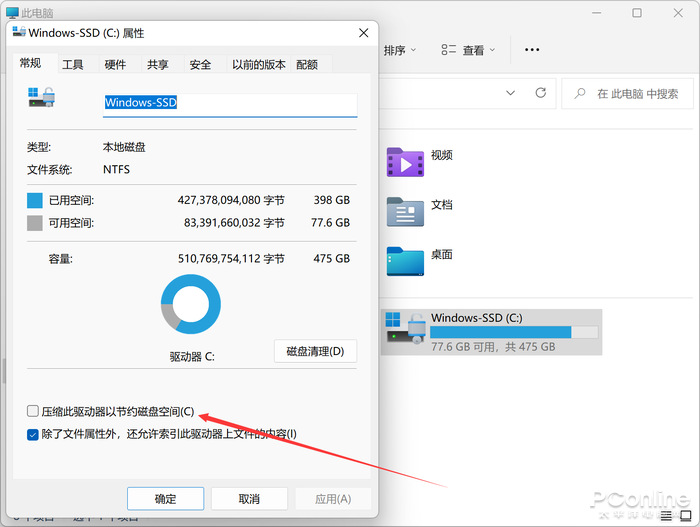 此电脑
Windows-SSD (C:) 属性
常规 工具 硬件 共享 安全 以前的版本 配额
排序 查看
在 此电脑 中搜索
Windows-SSD
类型: 本地磁盘
文件系统: NTFS
已用空间: 427,378,094,080 字节 398 GB
可用空间: 83,391,660,032 字节 77.6 GB
容量: 510,769,754,112 字节 475 GB
驱动器 C:
磁盘清理(D)
压缩此驱动器以节约磁盘空间(C)
除了文件属性外，还允许索引此驱动器上文件的内容(I)
确定 取消 应用(A)
视频
文档
桌面
Windows-SSD (C:)
77.6 GB 可用，共 475 GB
PConline
太平洋电脑网